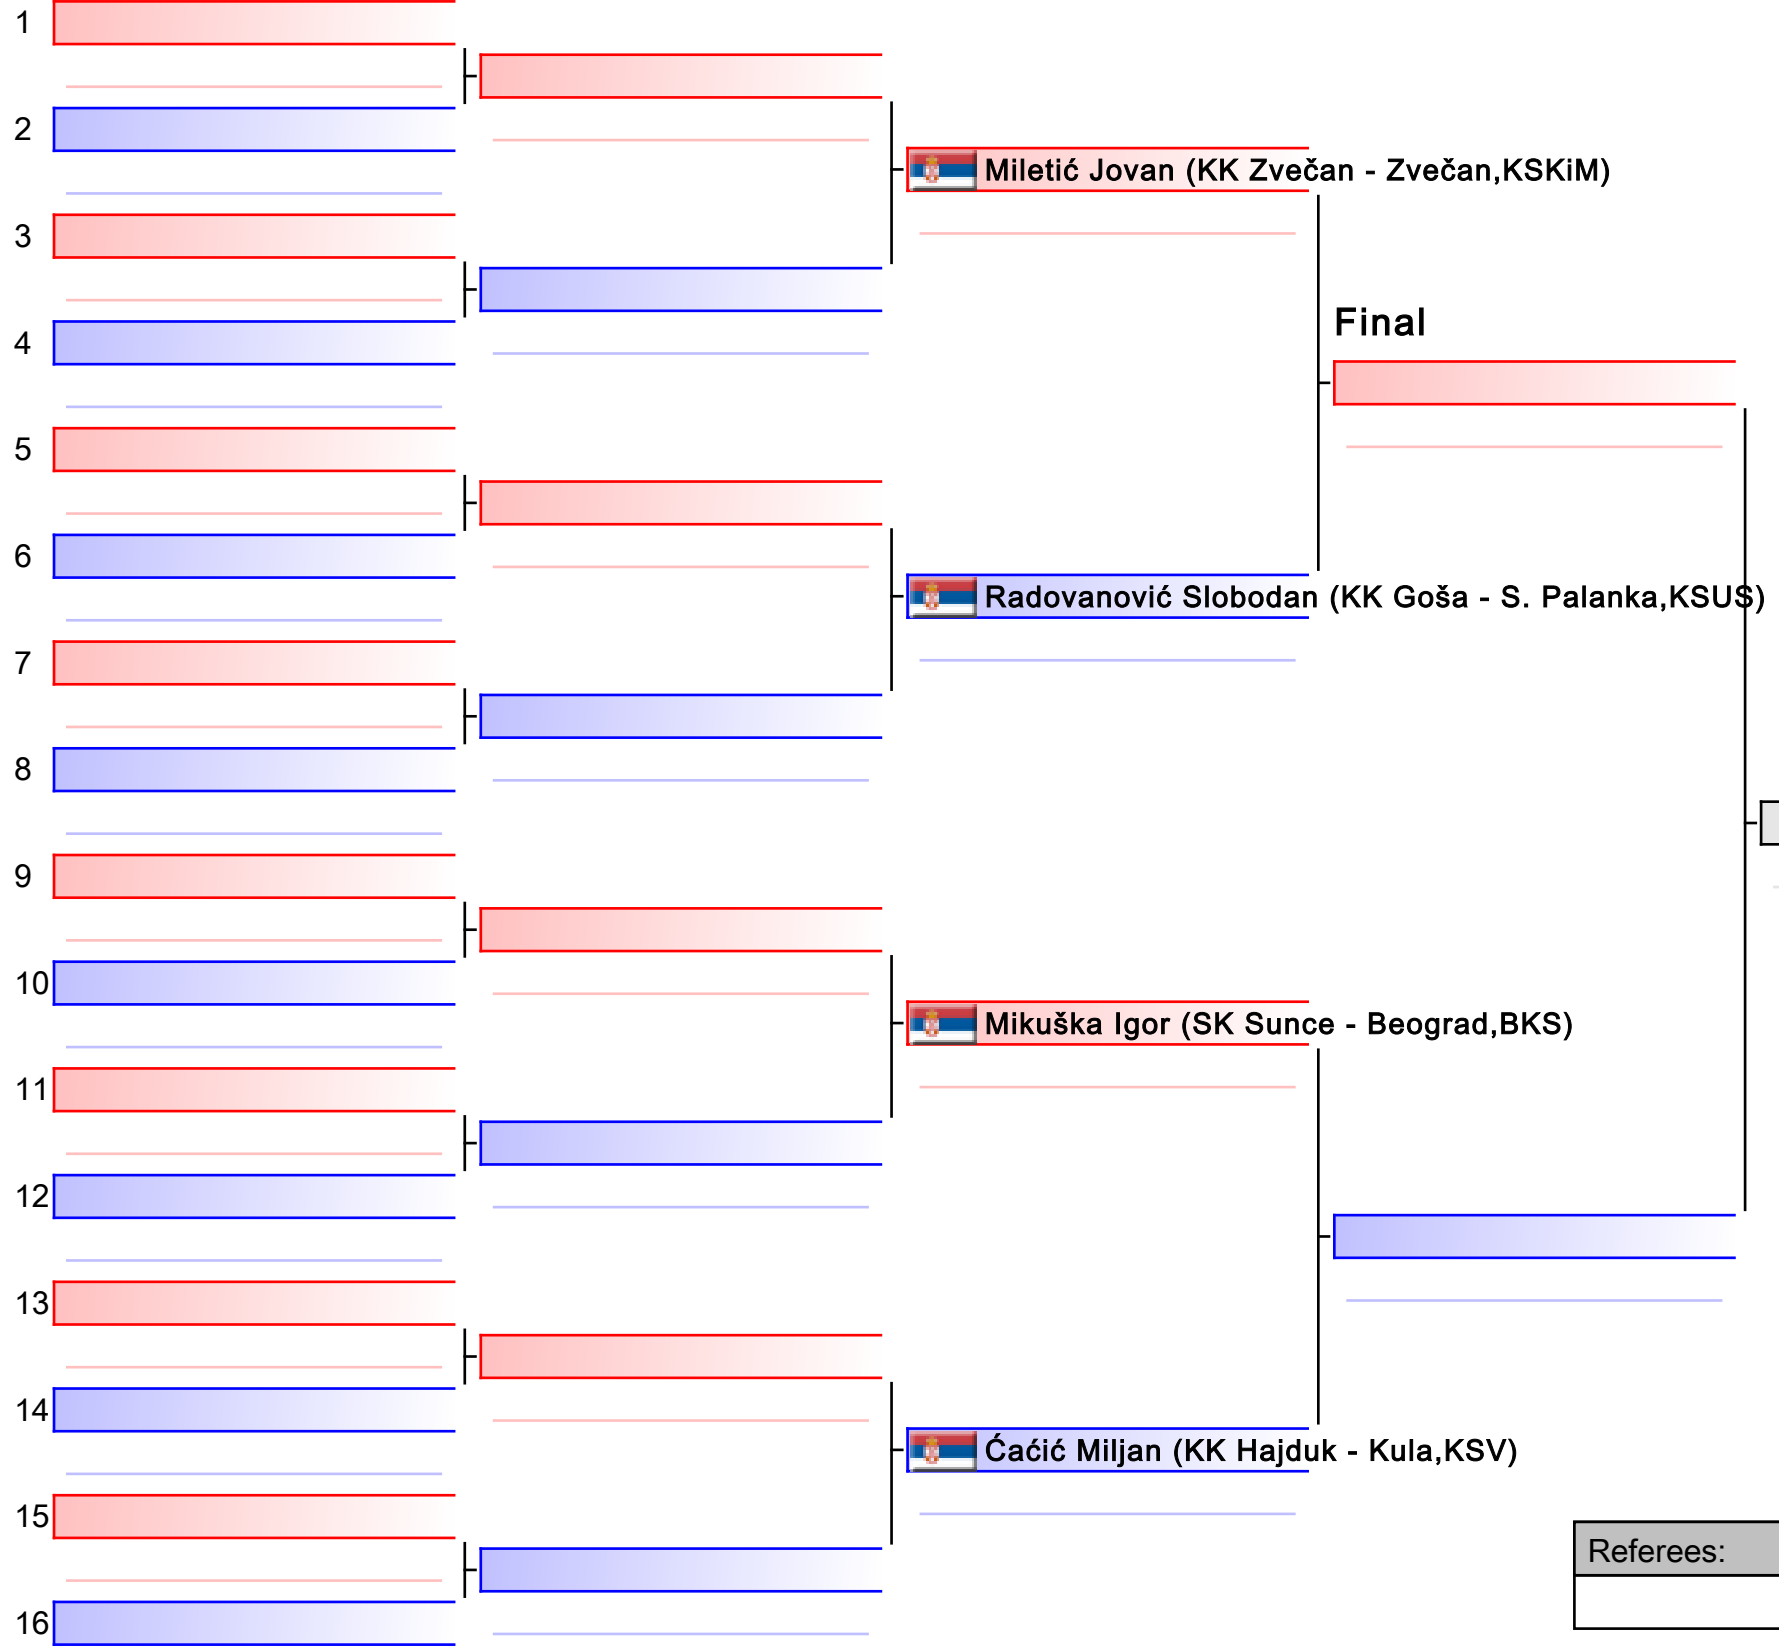 1
2
Miletić Jovan (KK Zvečan - Zvečan,KSKiM)
3
Final
4
5
6
Radovanović Slobodan (KK Goša - S. Palanka,KSUS)
7
8
9
10
Mikuška Igor (SK Sunce - Beograd,BKS)
11
12
13
14
Ćaćić Miljan (KK Hajduk - Kula,KSV)
15
Referees:
16